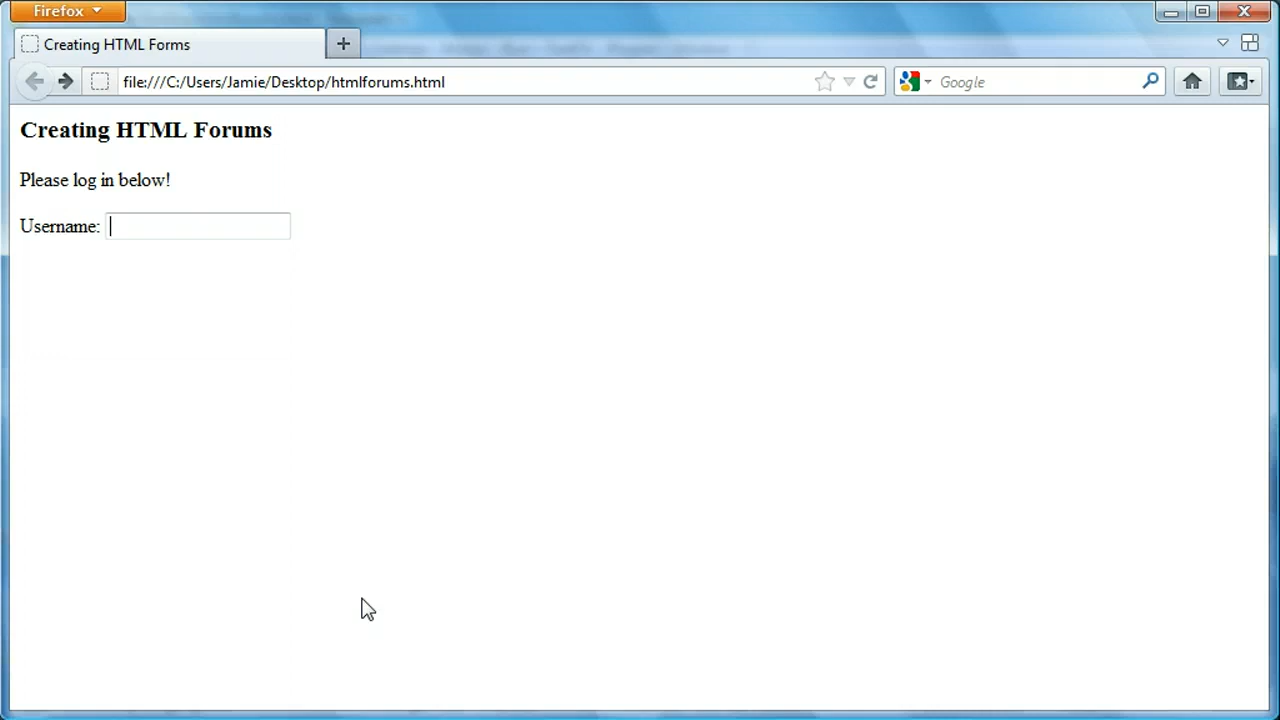 Firefox
Creating HTML Forms
file:///C:/Users/Jamie/Desktop/htmlforums.html
Google
Creating HTML Forums
Please log in below!
Username: